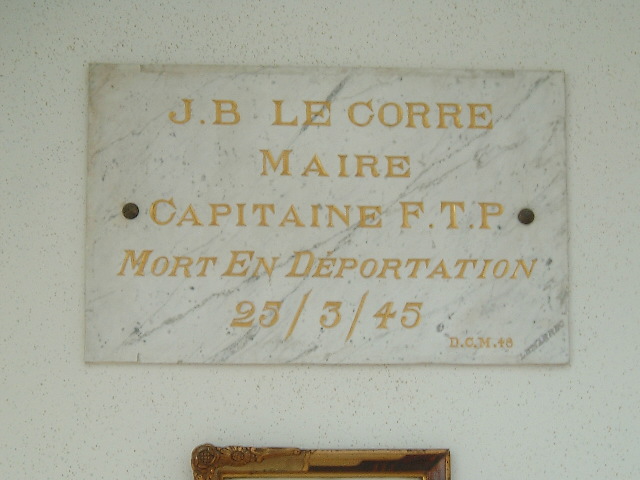 J.B LE CORRE
MAIRE
CAPITAINE F.T.P
MORT EN DÉPORTATION
25/3/45
D.C.M.48